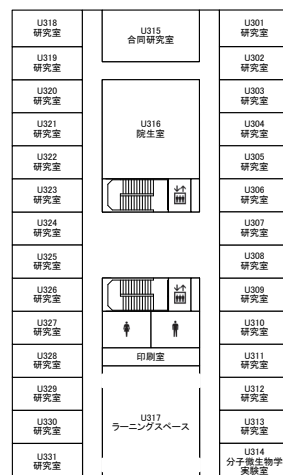 U318
研究室
U319
研究室
U320
研究室
U321
研究室
U322
研究室
U323
研究室
U324
研究室
U325
研究室
U326
研究室
U327
研究室
U328
研究室
U329
研究室
U330
研究室
U331
研究室
U315
合同研究室
U316
院生室
印刷室
U317
ラーニングスペース
U301
研究室
U302
研究室
U303
研究室
U304
研究室
U305
研究室
U306
研究室
U307
研究室
U308
研究室
U309
研究室
U310
研究室
U311
研究室
U312
研究室
U313
研究室
U314
分子微生物学
実験室